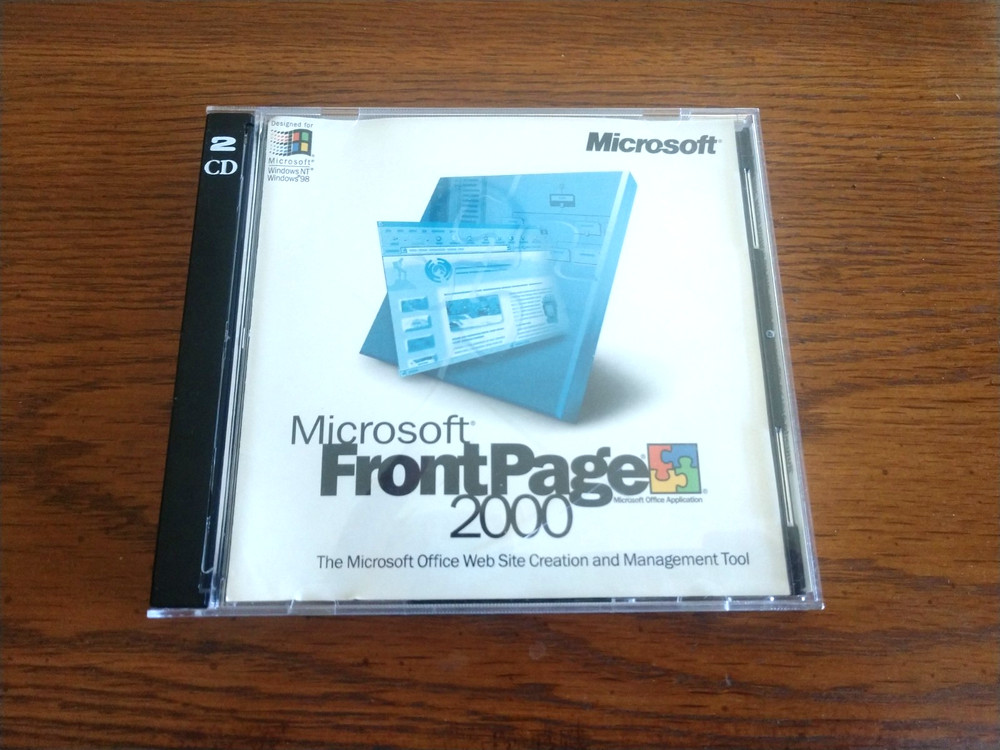 2
CD
Designed for
Microsoft®
Windows NT®
Windows®98
Microsoft®
Microsoft®
FrontPage®
Microsoft Office Application
2000
The Microsoft Office Web Site Creation and Management Tool